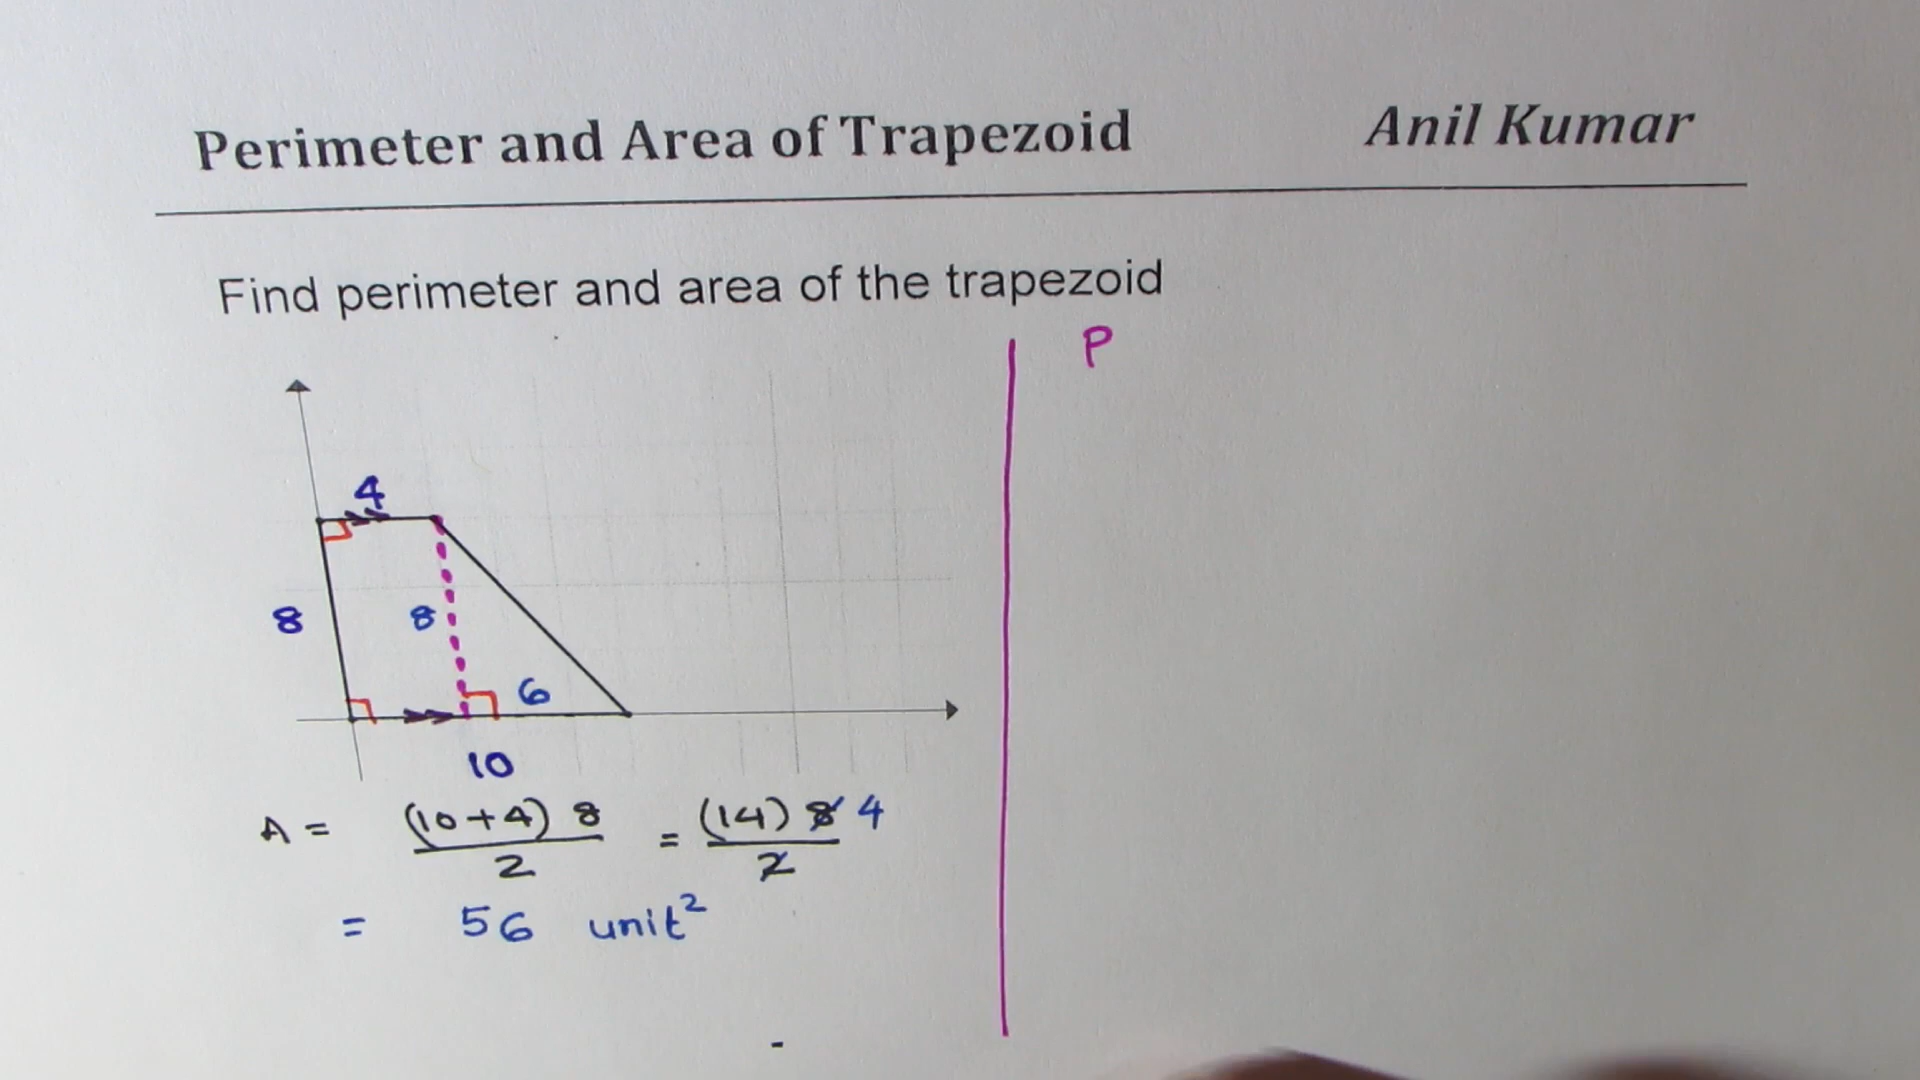 Perimeter and Area of Trapezoid Anil Kumar
Find perimeter and area of the trapezoid
P
4
8 8
6
10
A = (10+4) 8 / 2 = (14) 8 4 / 2
= 56 unit²